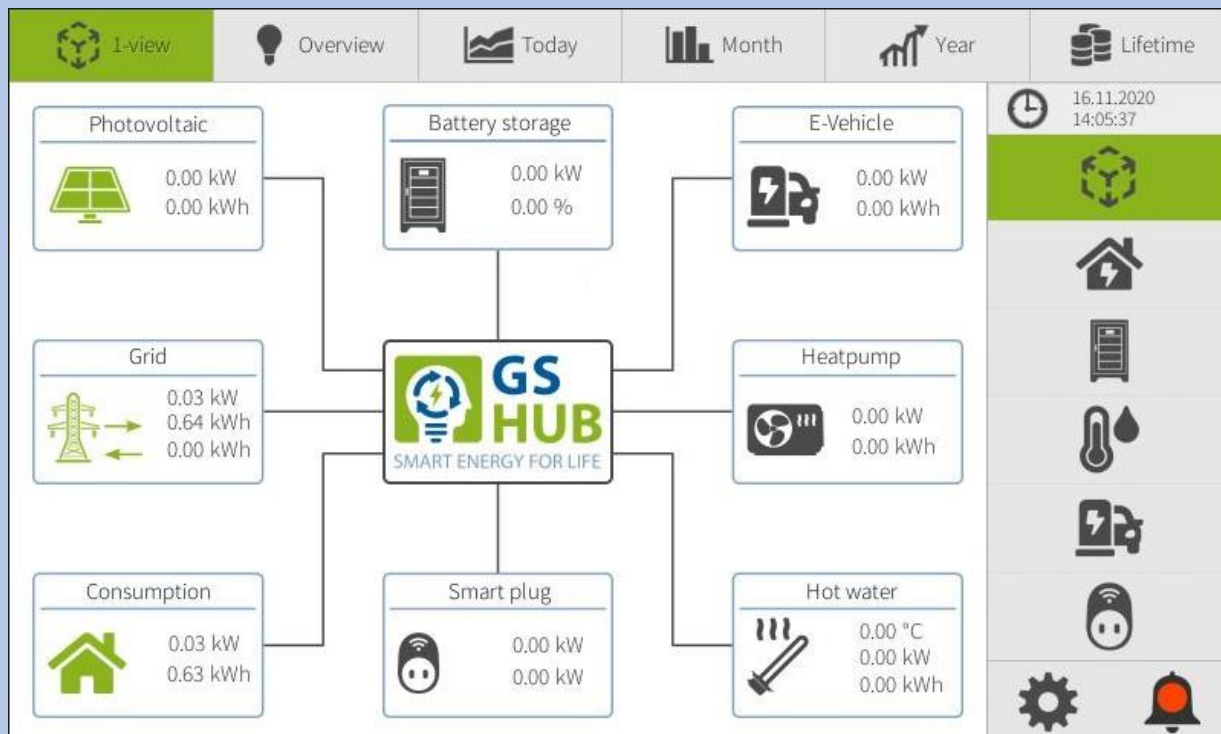 1-view
Overview
Today
Month
Year
Lifetime
16.11.2020
14:05:37
Photovoltaic
0.00 kW
0.00 kWh
Battery storage
0.00 kW
0.00 %
E-Vehicle
0.00 kW
0.00 kWh
Grid
0.03 kW
0.64 kWh
0.00 kWh
GS
HUB
SMART ENERGY FOR LIFE
Heatpump
0.00 kW
0.00 kWh
Consumption
0.03 kW
0.63 kWh
Smart plug
0.00 kW
0.00 kW
Hot water
0.00 °C
0.00 kW
0.00 kWh